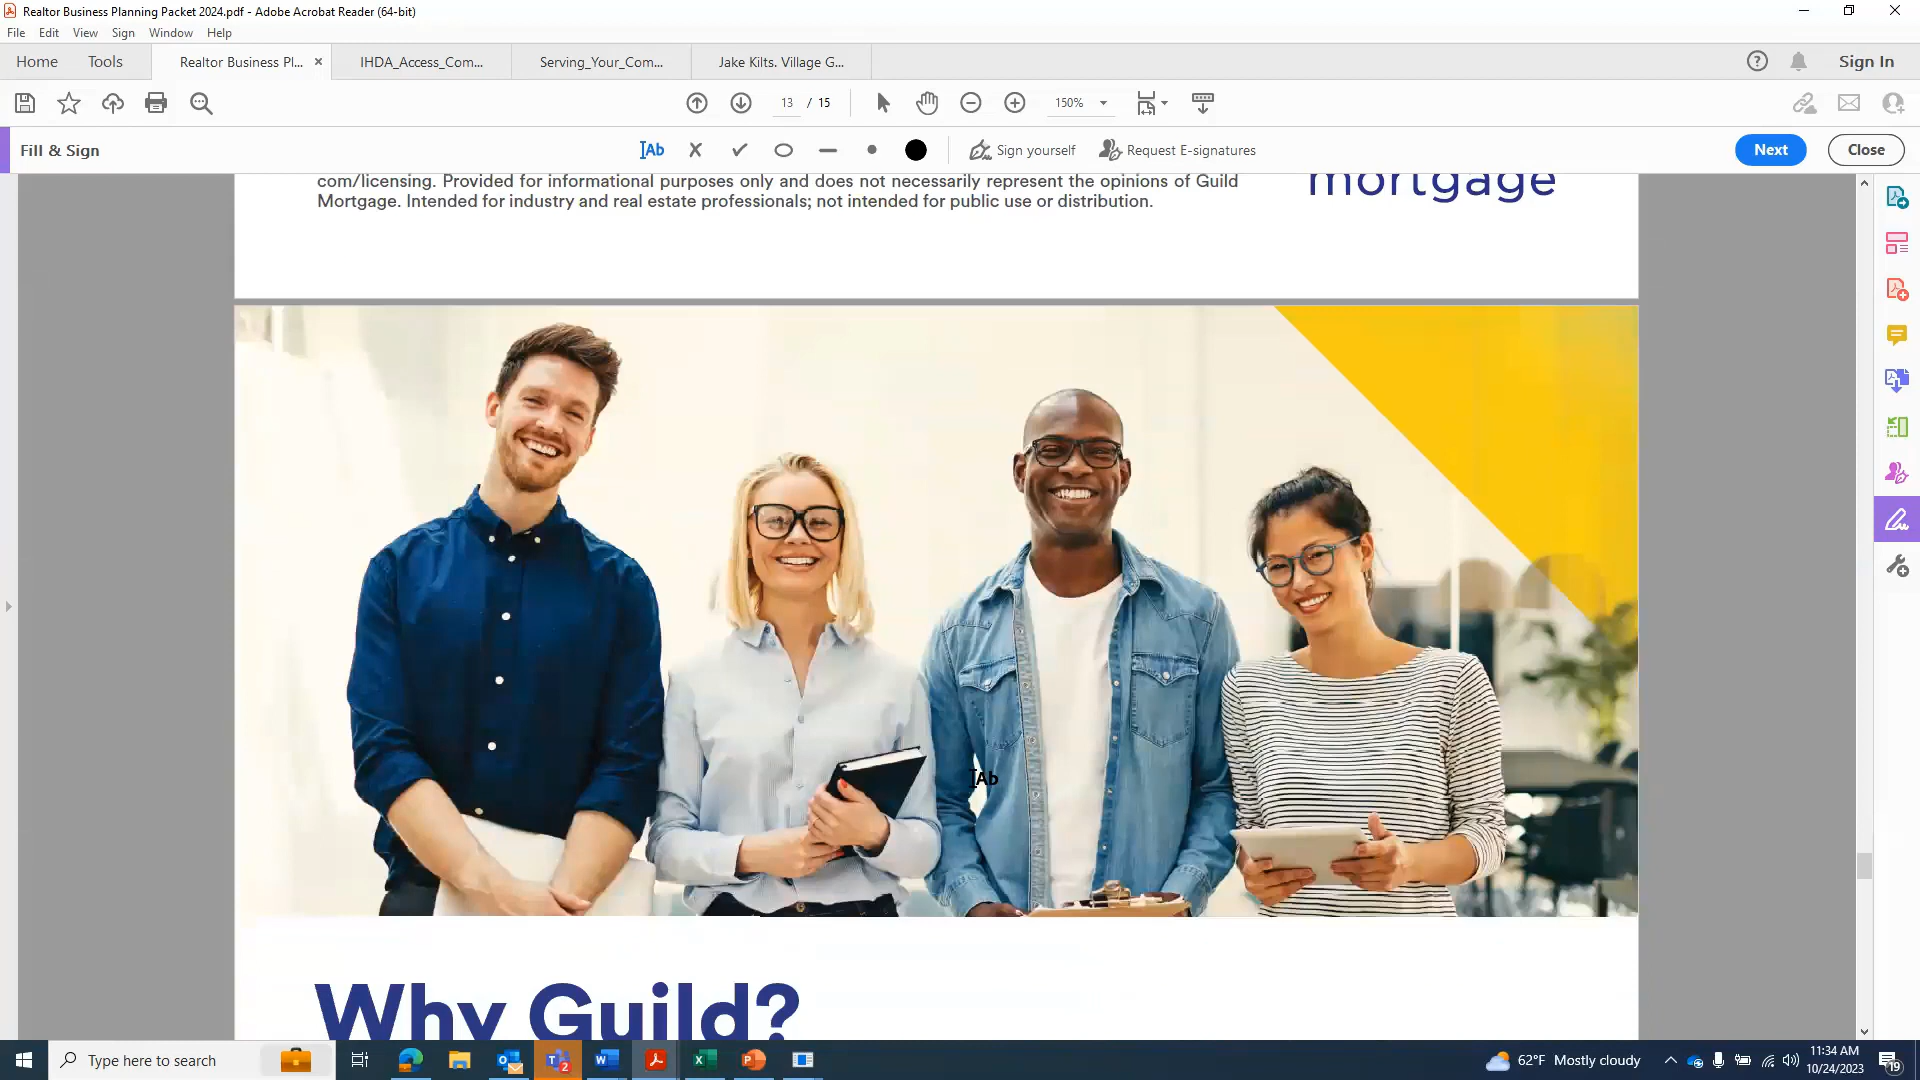 Realtor Business Planning Packet 2024.pdf - Adobe Acrobat Reader (64-bit)
File Edit View Sign Window Help
Home Tools Realtor Business Pl... IHDA_Access_Com... Serving_Your_Com... Jake Kilts. Village G... Sign In
13 / 15 150%
Fill & Sign Ab Sign yourself Request E-signatures Next Close
com/licensing. Provided for informational purposes only and does not necessarily represent the opinions of Guild
Mortgage. Intended for industry and real estate professionals; not intended for public use or distribution.
mortgage
Ab
Why Guild?
Type here to search
62°F Mostly cloudy
11:34 AM
10/24/2023
2
19